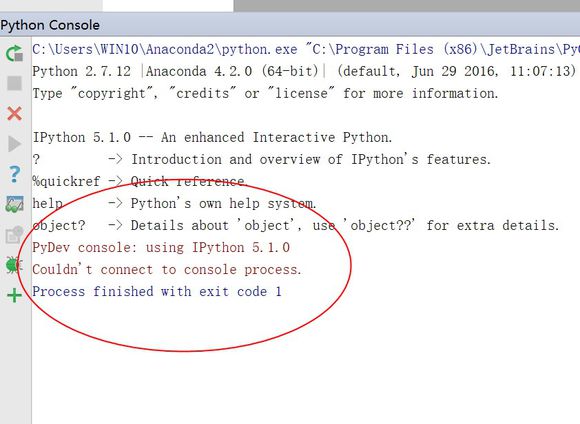 Python Console
C:\Users\WIN10\Anaconda2\python.exe "C:\Program Files (x86)\JetBrains\PyC
Python 2.7.12 |Anaconda 4.2.0 (64-bit)| (default, Jun 29 2016, 11:07:13)
Type "copyright", "credits" or "license" for more information.
IPython 5.1.0 -- An enhanced Interactive Python.
?         -> Introduction and overview of IPython's features.
%quickref -> Quick reference.
help      -> Python's own help system.
object?   -> Details about 'object', use 'object??' for extra details.
PyDev console: using IPython 5.1.0
Couldn't connect to console process.
Process finished with exit code 1